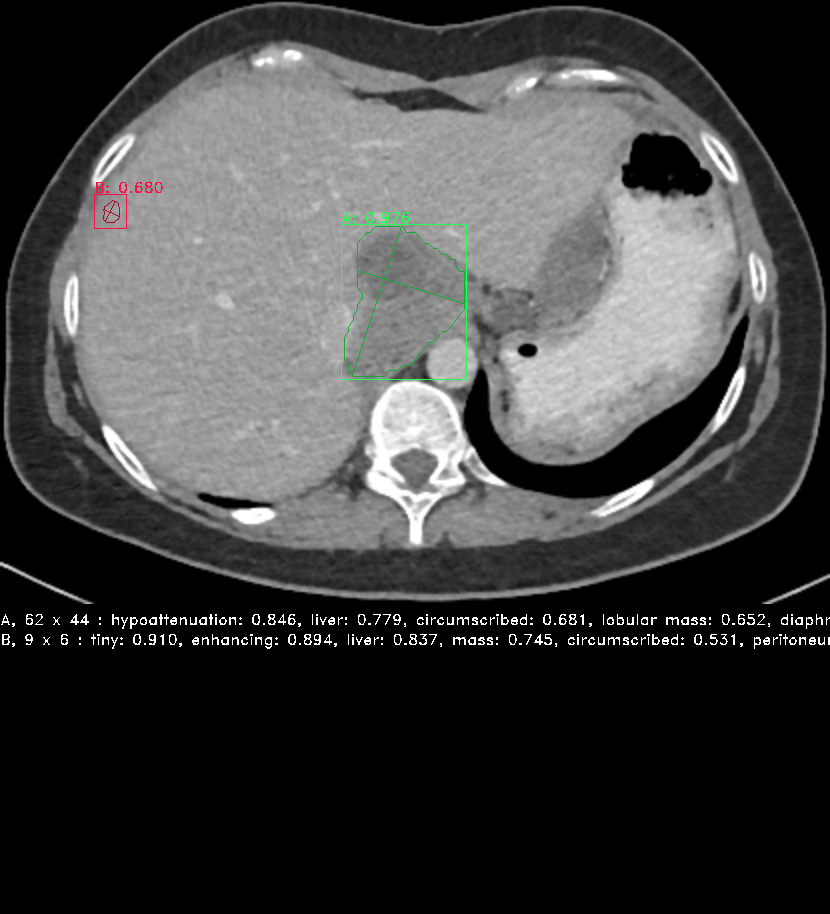 B: 0.680
A: 0.976
A, 62 x 44 : hypoattenuation: 0.846, liver: 0.779, circumscribed: 0.681, lobular mass: 0.652, diaphr
B, 9 x 6 : tiny: 0.910, enhancing: 0.894, liver: 0.837, mass: 0.745, circumscribed: 0.531, peritoneu